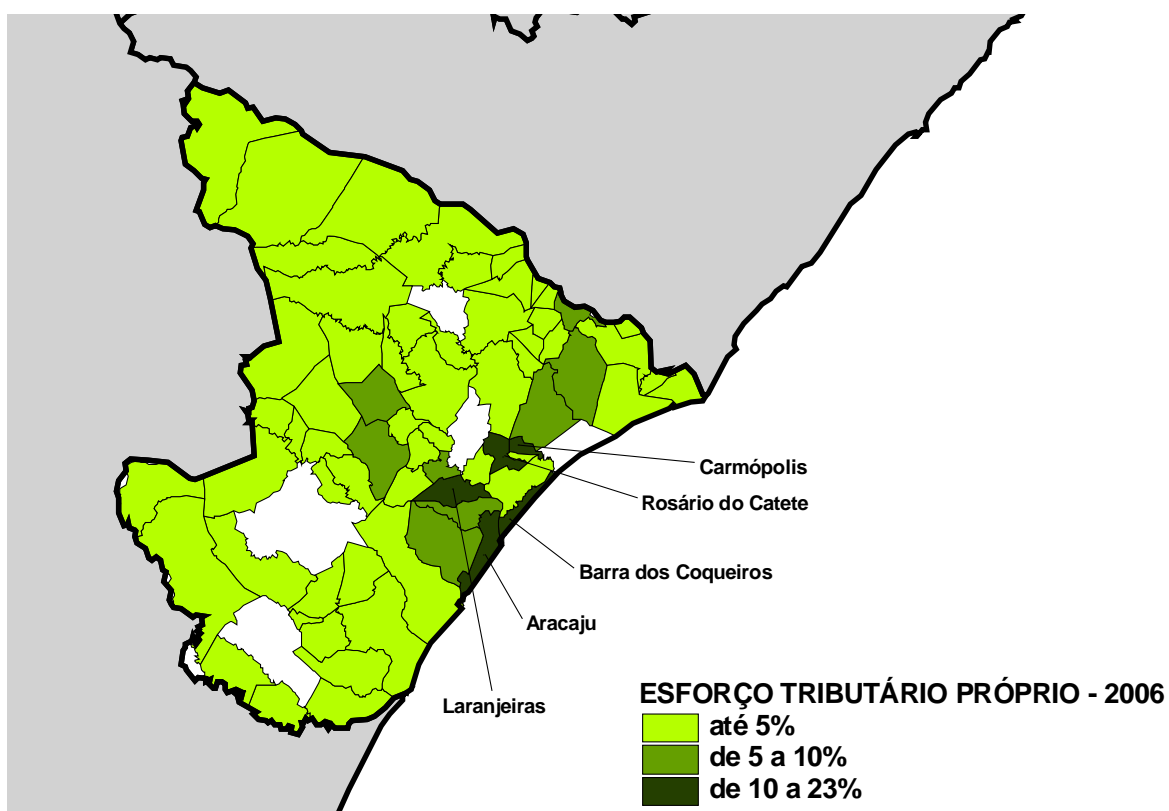 Carmópolis
Rosário do Catete
Barra dos Coqueiros
Aracaju
Laranjeiras
ESFORÇO TRIBUTÁRIO PRÓPRIO - 2006
até 5%
de 5 a 10%
de 10 a 23%